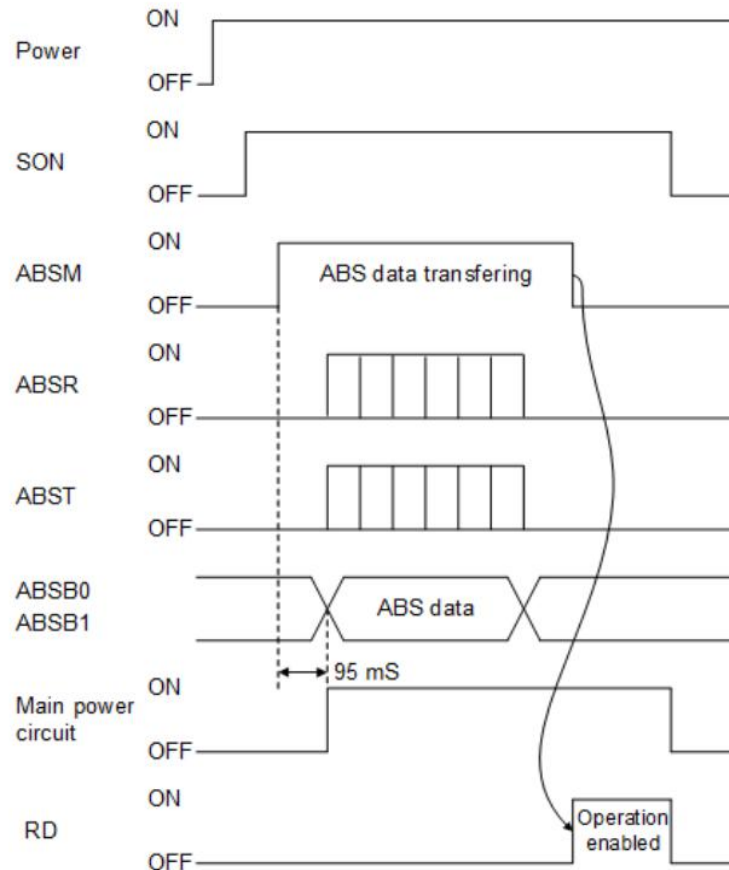 ON
Power
OFF
ON
SON
OFF
ON
ABSM
ABS data transfering
OFF
ON
ABSR
OFF
ON
ABST
OFF
ABSB0
ABSB1
ABS data
95 mS
ON
Main power
circuit
OFF
ON
RD
Operation
enabled
OFF